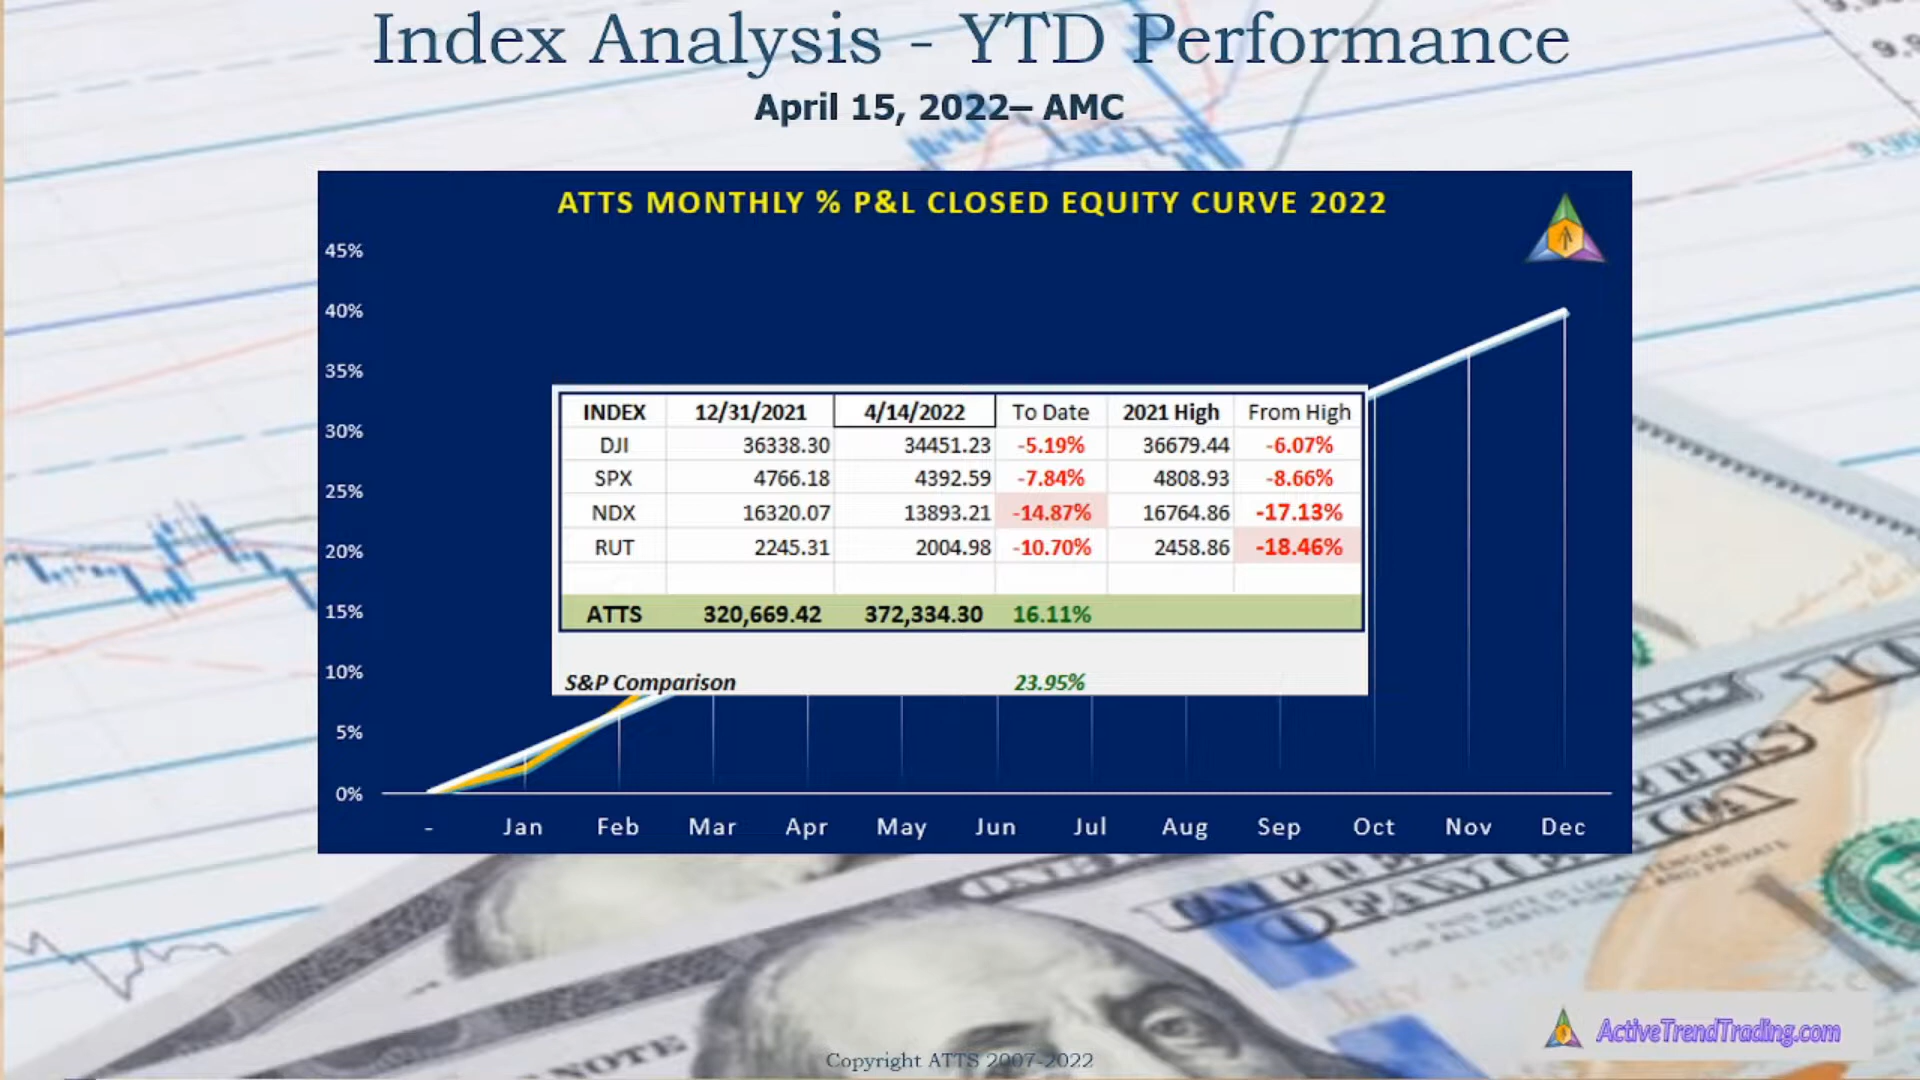 Index Analysis - YTD Performance
April 15, 2022– AMC
ATTS MONTHLY % P&L CLOSED EQUITY CURVE 2022
45%
40%
35%
30%
25%
20%
15%
10%
5%
0%
INDEX 12/31/2021 4/14/2022 To Date 2021 High From High
DJI 36338.30 34451.23 -5.19% 36679.44 -6.07%
SPX 4766.18 4392.59 -7.84% 4808.93 -8.66%
NDX 16320.07 13893.21 -14.87% 16764.86 -17.13%
RUT 2245.31 2004.98 -10.70% 2458.86 -18.46%
ATTS 320,669.42 372,334.30 16.11%
S&P Comparison 23.95%
- Jan Feb Mar Apr May Jun Jul Aug Sep Oct Nov Dec
ActiveTrendTrading.com
Copyright ATTS 2007-2022